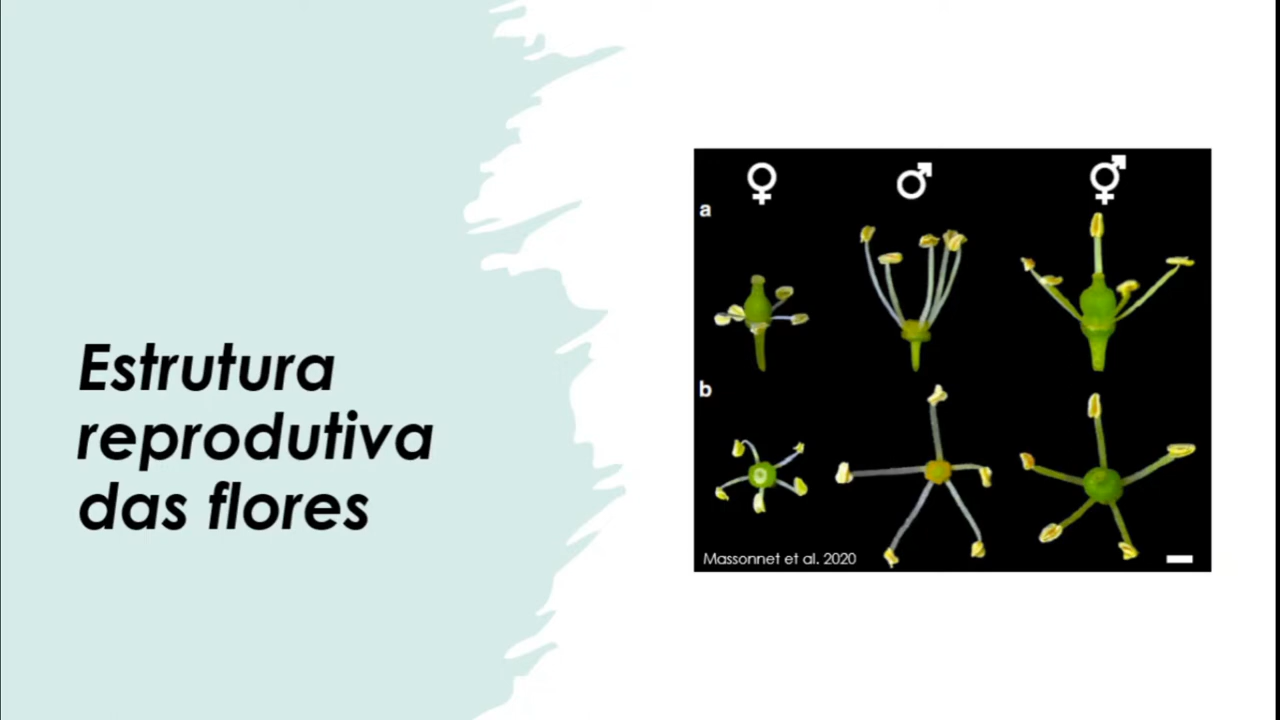 Estrutura
reprodutiva
das flores
♀ ♂ ⚥
a
b
Massonnet et al. 2020